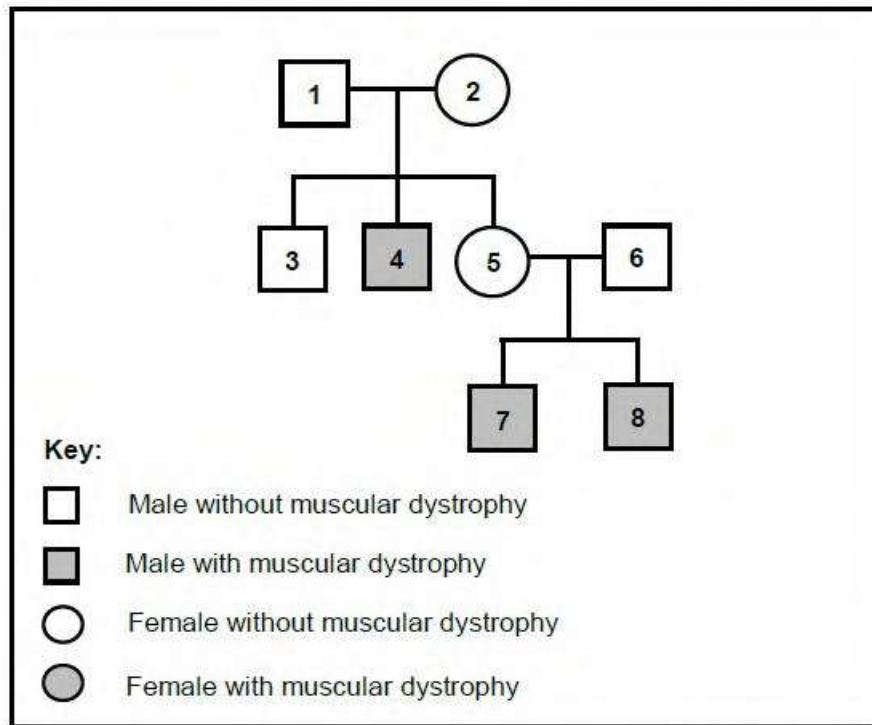 1 2
3 4 5 6
7 8
Key:
Male without muscular dystrophy
Male with muscular dystrophy
Female without muscular dystrophy
Female with muscular dystrophy